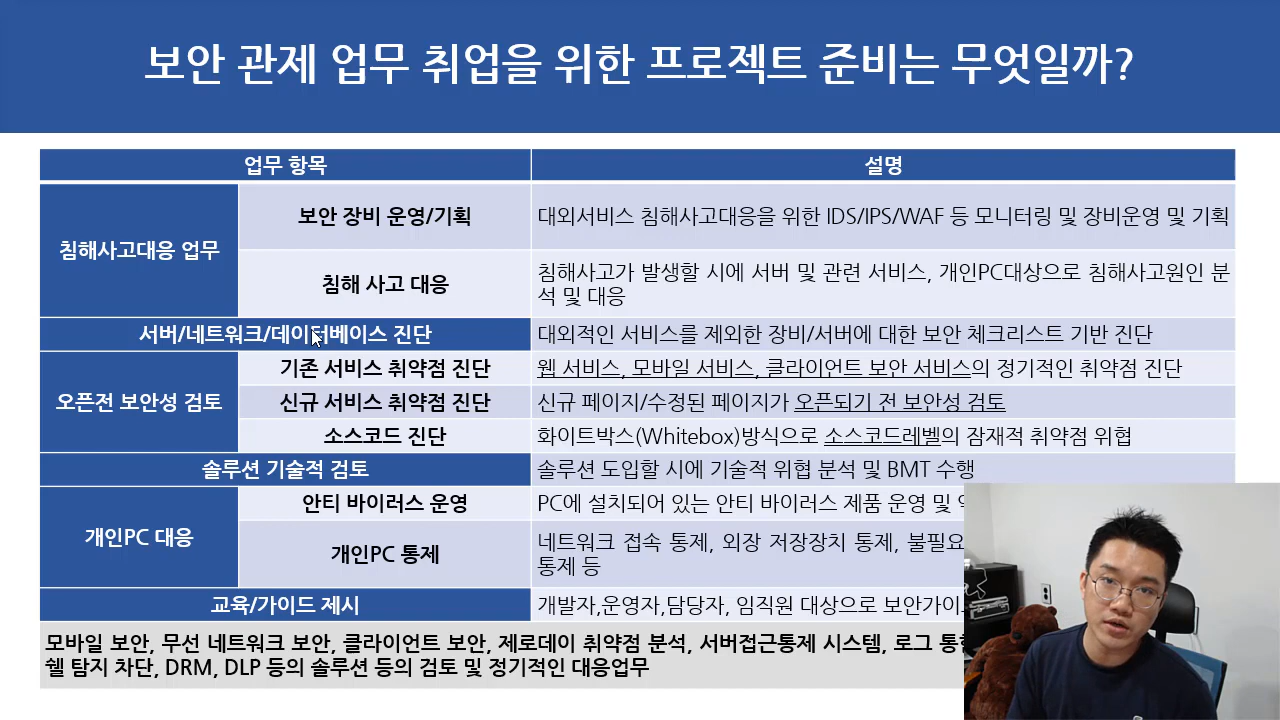 보안 관제 업무 취업을 위한 프로젝트 준비는 무엇일까?
업무 항목
설명
침해사고대응 업무
보안 장비 운영/기획
대외서비스 침해사고대응을 위한 IDS/IPS/WAF 등 모니터링 및 장비운영 및 기획
침해 사고 대응
침해사고가 발생할 시에 서버 및 관련 서비스, 개인PC대상으로 침해사고원인 분
석 및 대응
서버/네트워크/데이터베이스 진단
대외적인 서비스를 제외한 장비/서버에 대한 보안 체크리스트 기반 진단
오픈전 보안성 검토
기존 서비스 취약점 진단
웹 서비스, 모바일 서비스, 클라이언트 보안 서비스의 정기적인 취약점 진단
신규 서비스 취약점 진단
신규 페이지/수정된 페이지가 오픈되기 전 보안성 검토
소스코드 진단
화이트박스(Whitebox)방식으로 소스코드레벨의 잠재적 취약점 위협
솔루션 기술적 검토
솔루션 도입할 시에 기술적 위협 분석 및 BMT 수행
개인PC 대응
안티 바이러스 운영
PC에 설치되어 있는 안티 바이러스 제품 운영 및
개인PC 통제
네트워크 접속 통제, 외장 저장장치 통제, 불필요
통제 등
교육/가이드 제시
개발자,운영자,담당자, 임직원 대상으로 보안가이
모바일 보안, 무선 네트워크 보안, 클라이언트 보안, 제로데이 취약점 분석, 서버접근통제 시스템, 로그 통
쉘 탐지 차단, DRM, DLP 등의 솔루션 등의 검토 및 정기적인 대응업무